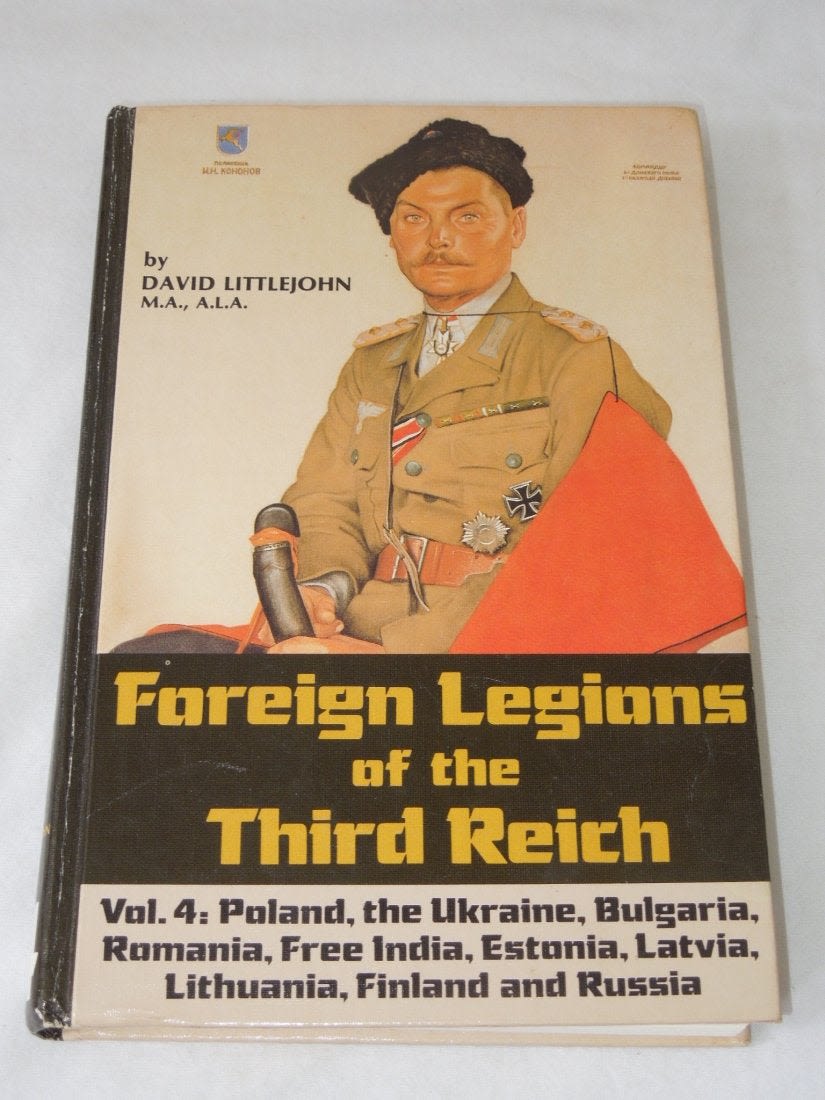 И.Н. КОНОНОВ
by
DAVID LITTLEJOHN
M.A., A.L.A.
Foreign Legions
of the
Third Reich
Vol. 4: Poland, the Ukraine, Bulgaria,
Romania, Free India, Estonia, Latvia,
Lithuania, Finland and Russia